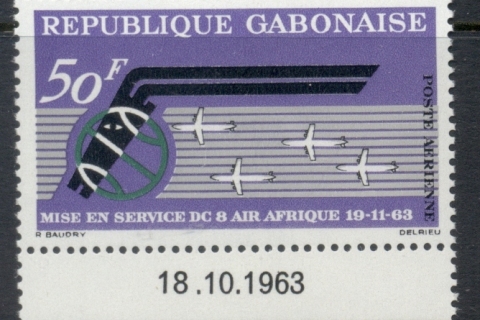 REPUBLIQUE GABONAISE
50F
POSTE AÉRIENNE
MISE EN SERVICE DC 8 AIR AFRIQUE 19-11-63
R BAUDRY
DELRIEU
18.10.1963